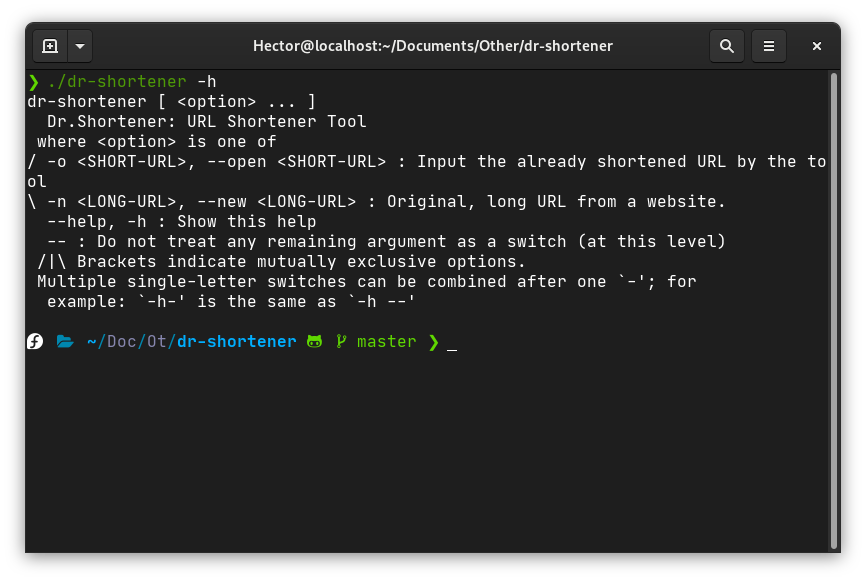 Hector@localhost:~/Documents/Other/dr-shortener
❯ ./dr-shortener -h
dr-shortener [ <option> ... ]
  Dr.Shortener: URL Shortener Tool
 where <option> is one of
/ -o <SHORT-URL>, --open <SHORT-URL> : Input the already shortened URL by the to
ol
\ -n <LONG-URL>, --new <LONG-URL> : Original, long URL from a website.
  --help, -h : Show this help
  -- : Do not treat any remaining argument as a switch (at this level)
 /|\ Brackets indicate mutually exclusive options.
 Multiple single-letter switches can be combined after one `-'; for
  example: `-h-' is the same as `-h --'
~/Doc/Ot/dr-shortener master ❯ _